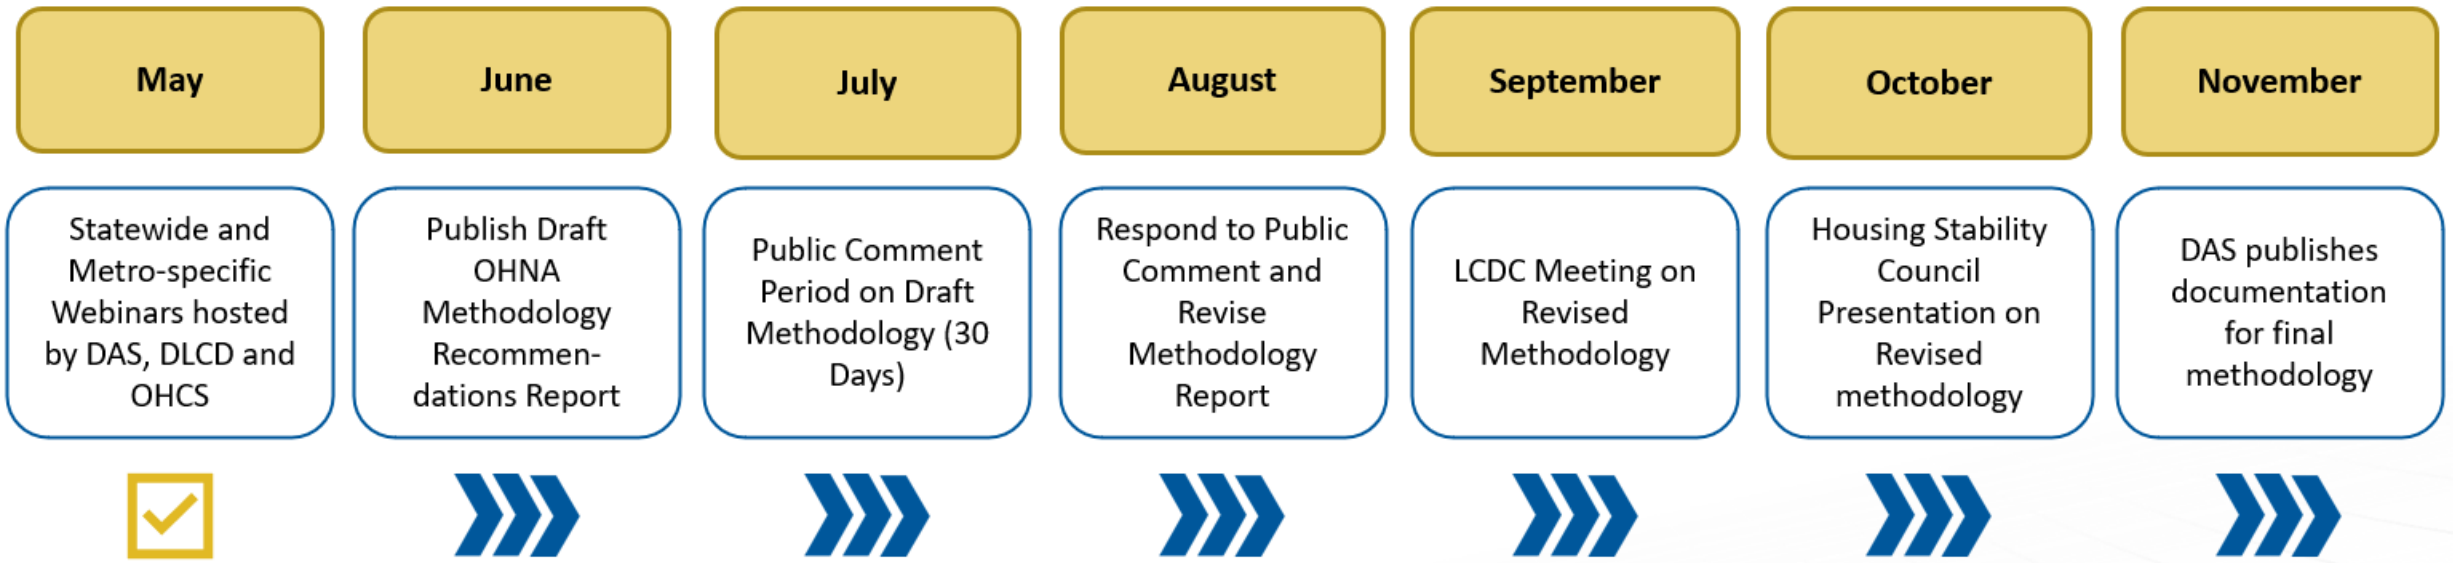 May
June
July
August
September
October
November
Statewide and
Metro-specific
Webinars hosted
by DAS, DLCD and
OHCS
Publish Draft
OHNA
Methodology
Recommen-
dations Report
Public Comment
Period on Draft
Methodology (30
Days)
Respond to Public
Comment and
Revise
Methodology
Report
LCDC Meeting on
Revised
Methodology
Housing Stability
Council
Presentation on
Revised
methodology
DAS publishes
documentation
for final
methodology